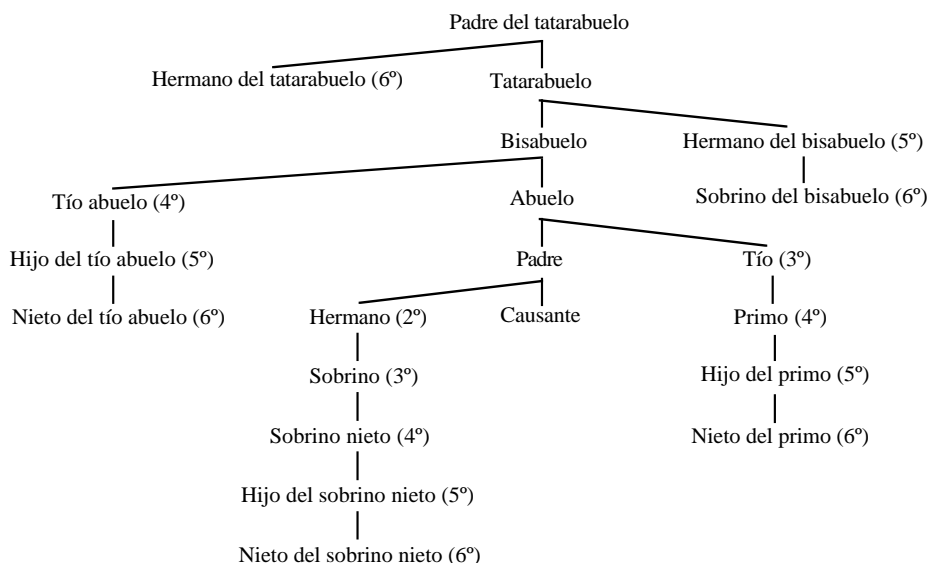 Padre del tatarabuelo
Hermano del tatarabuelo (6º) Tatarabuelo
Bisabuelo Hermano del bisabuelo (5º)
Tío abuelo (4º) Abuelo Sobrino del bisabuelo (6º)
Hijo del tío abuelo (5º) Padre Tío (3º)
Nieto del tío abuelo (6º) Hermano (2º) Causante Primo (4º)
Sobrino (3º) Hijo del primo (5º)
Sobrino nieto (4º) Nieto del primo (6º)
Hijo del sobrino nieto (5º)
Nieto del sobrino nieto (6º)